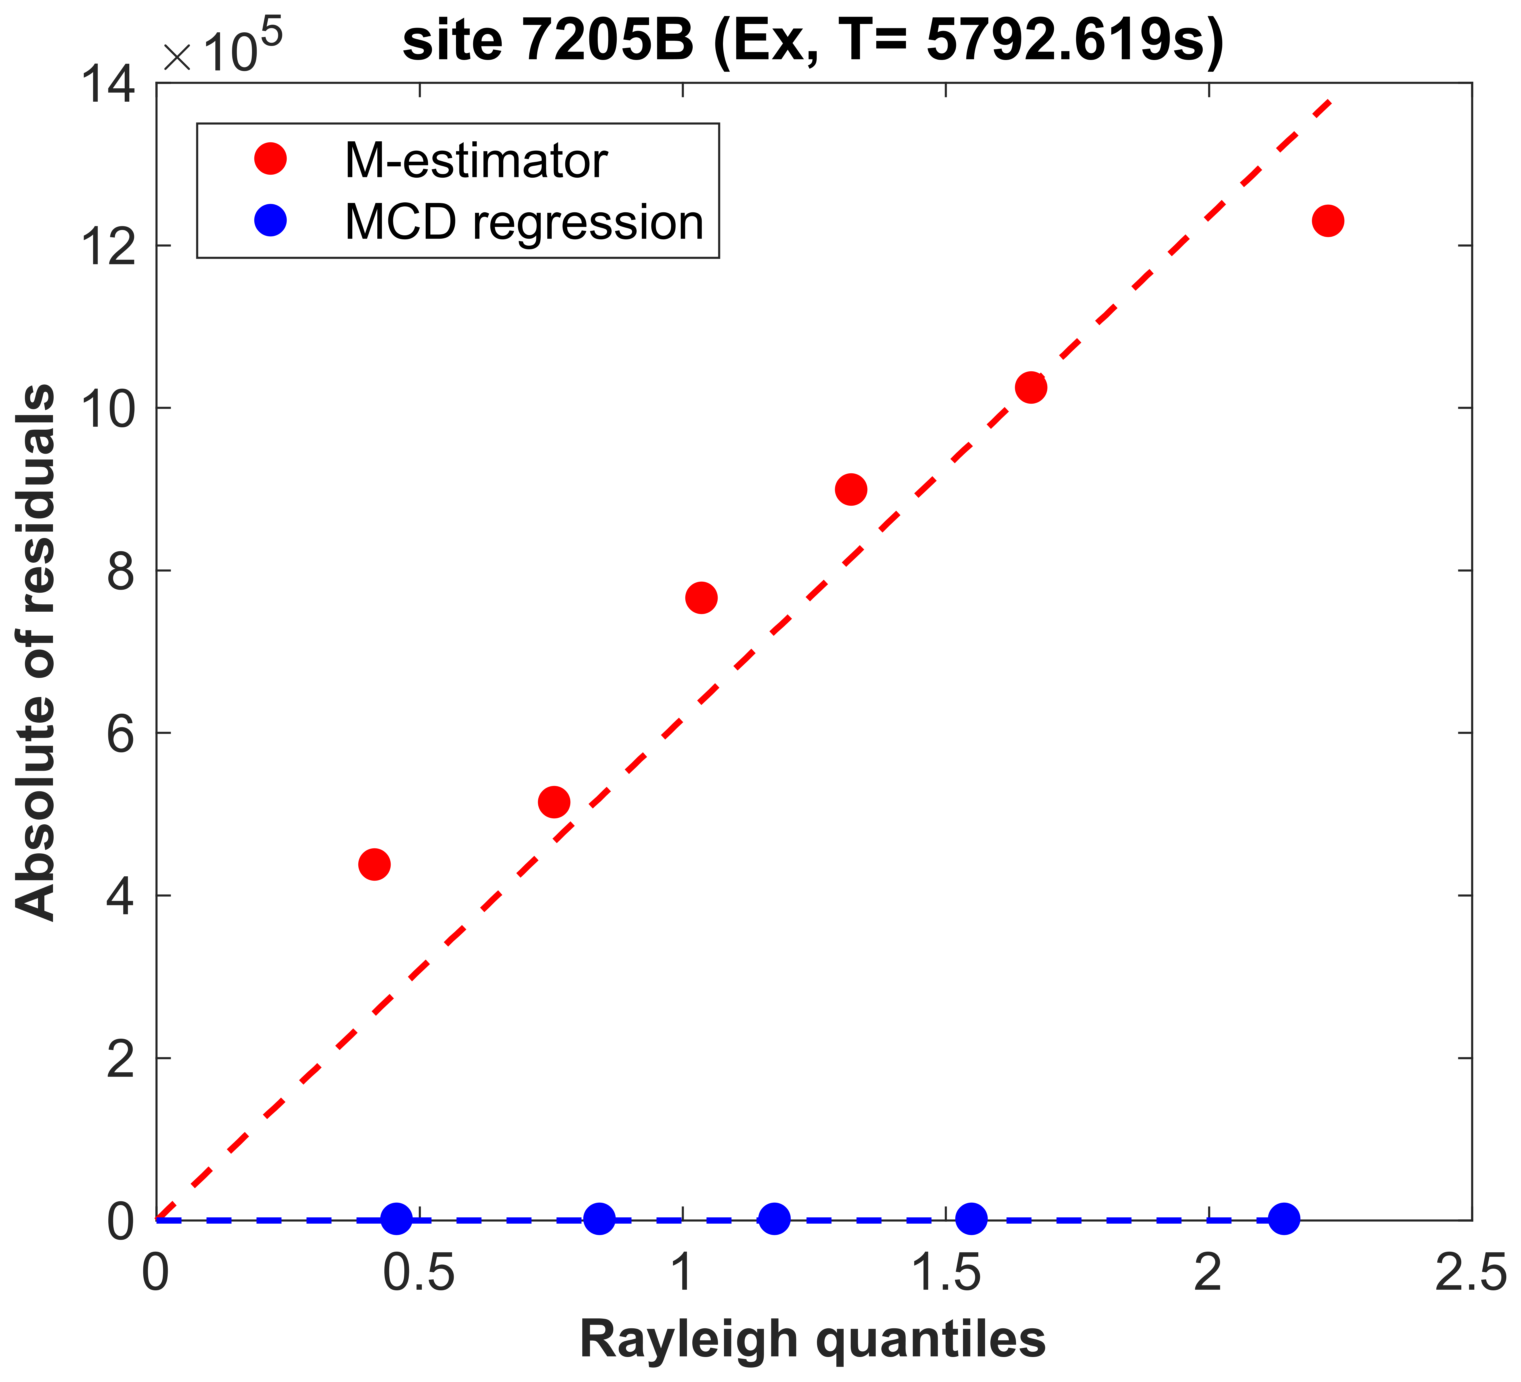 site 7205B (Ex, T= 5792.619s)
×10^5
M-estimator
MCD regression
14
12
10
8
6
4
2
0
Absolute of residuals
0 0.5 1 1.5 2 2.5
Rayleigh quantiles